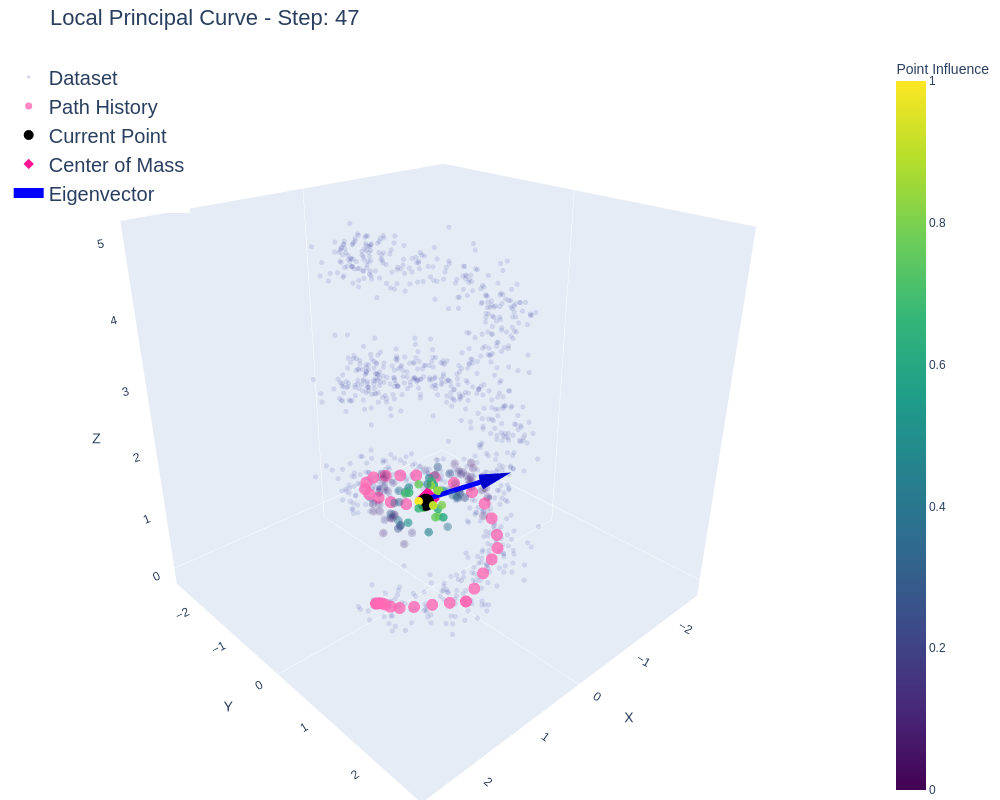 Local Principal Curve - Step: 47
Dataset
Path History
Current Point
Center of Mass
Eigenvector
Point Influence
1
0.8
0.6
0.4
0.2
0
5
4
3
Z
2
1
0
−2
−1
0
Y
1
2
−2
−1
0
X
1
2